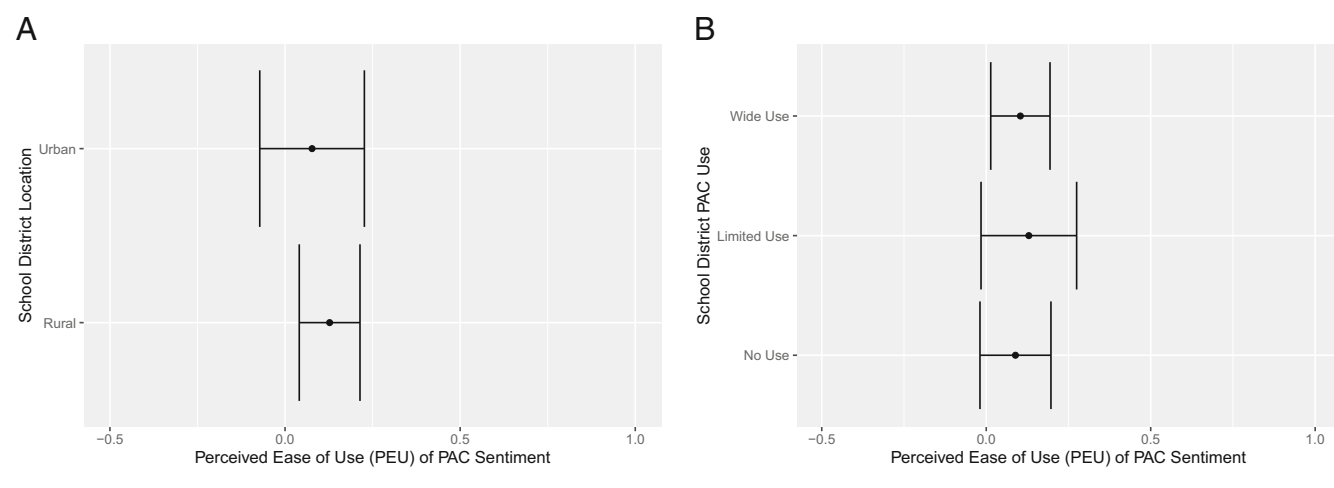 A
School District Location
Urban
Rural
−0.5 0.0 0.5 1.0
Perceived Ease of Use (PEU) of PAC Sentiment
B
School District PAC Use
Wide Use
Limited Use
No Use
−0.5 0.0 0.5 1.0
Perceived Ease of Use (PEU) of PAC Sentiment